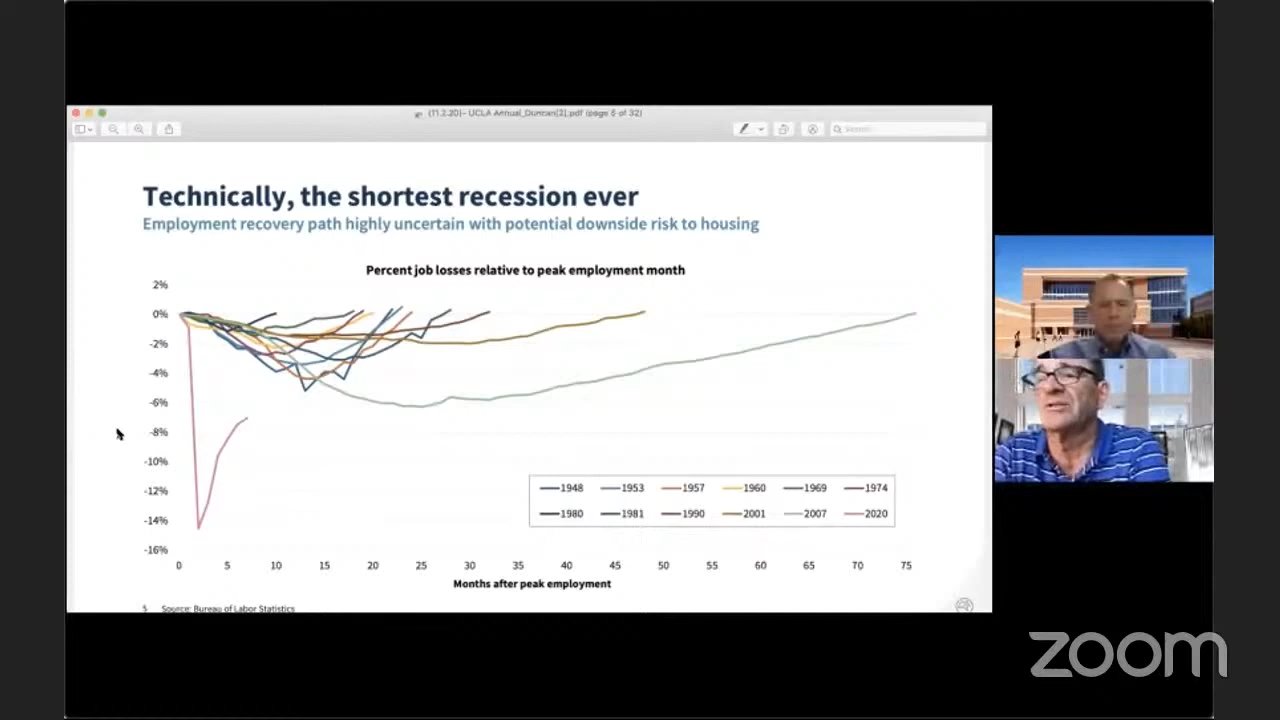 (11.2.20)– UCLA Annual_Duncan[2].pdf (page 6 of 32)
Search
Technically, the shortest recession ever
Employment recovery path highly uncertain with potential downside risk to housing
Percent job losses relative to peak employment month
2%
0%
-2%
-4%
-6%
-8%
-10%
-12%
-14%
-16%
1948 1953 1957 1960 1969 1974
1980 1981 1990 2001 2007 2020
0 5 10 15 20 25 30 35 40 45 50 55 60 65 70 75
Months after peak employment
5 Source: Bureau of Labor Statistics
zoom